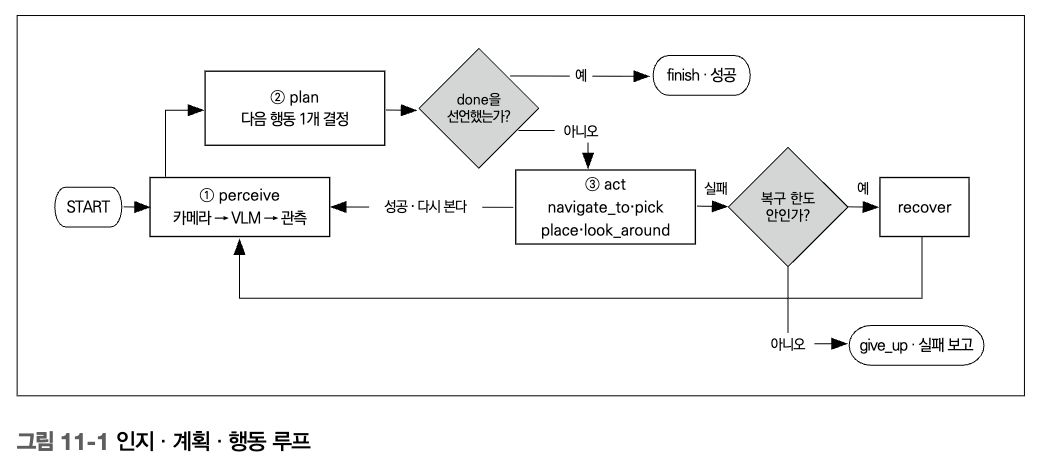 ② plan
다음 행동 1개 결정
done을
선언했는가?
예
finish · 성공
아니오
START
① perceive
카메라 → VLM → 관측
성공 · 다시 본다
③ act
navigate_to·pick
place·look_around
실패
복구 한도
안인가?
예
recover
아니오
give_up · 실패 보고
그림 11-1 인지 · 계획 · 행동 루프